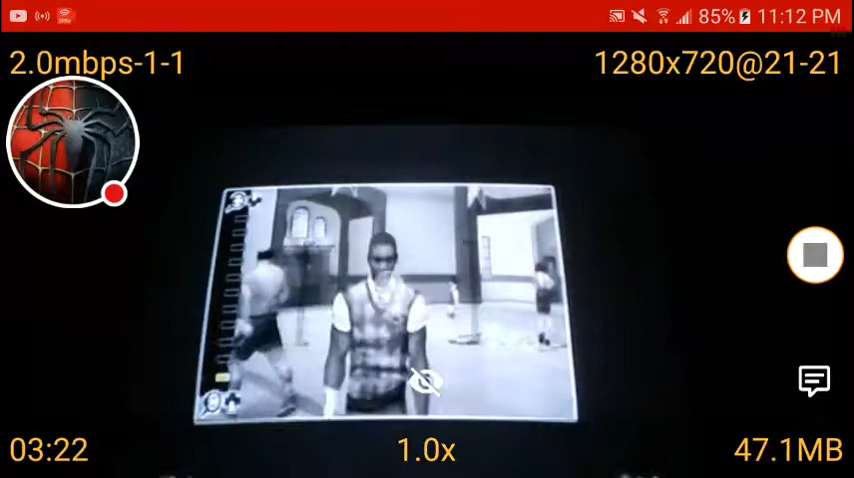 85% 11:12 PM
2.0mbps-1-1
1280x720@21-21
03:22
1.0x
47.1MB